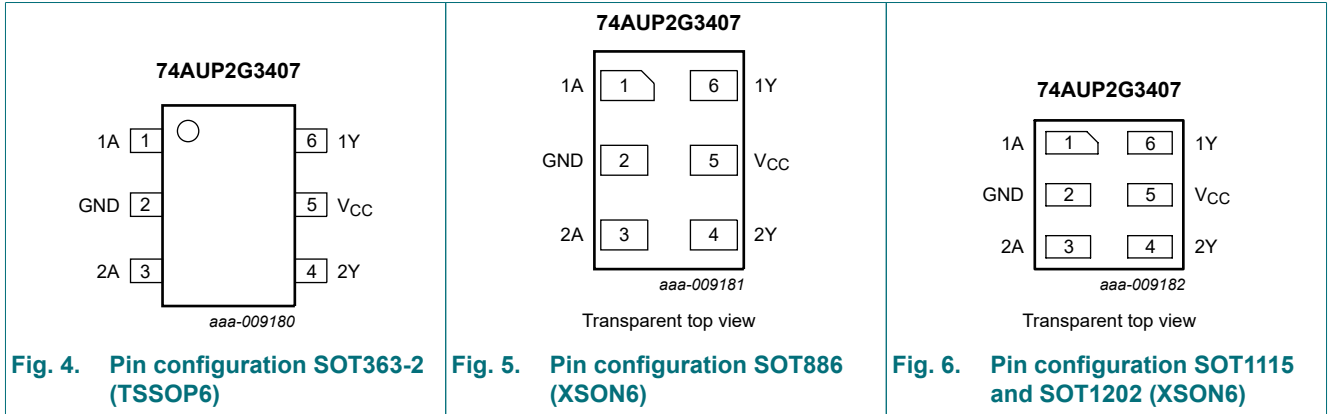 74AUP2G3407
1A 1 6 1Y
GND 2 5 VCC
2A 3 4 2Y
aaa-009180
Fig. 4. Pin configuration SOT363-2
(TSSOP6)
74AUP2G3407
1A 1 6 1Y
GND 2 5 VCC
2A 3 4 2Y
aaa-009181
Transparent top view
Fig. 5. Pin configuration SOT886
(XSON6)
74AUP2G3407
1A 1 6 1Y
GND 2 5 VCC
2A 3 4 2Y
aaa-009182
Transparent top view
Fig. 6. Pin configuration SOT1115
and SOT1202 (XSON6)